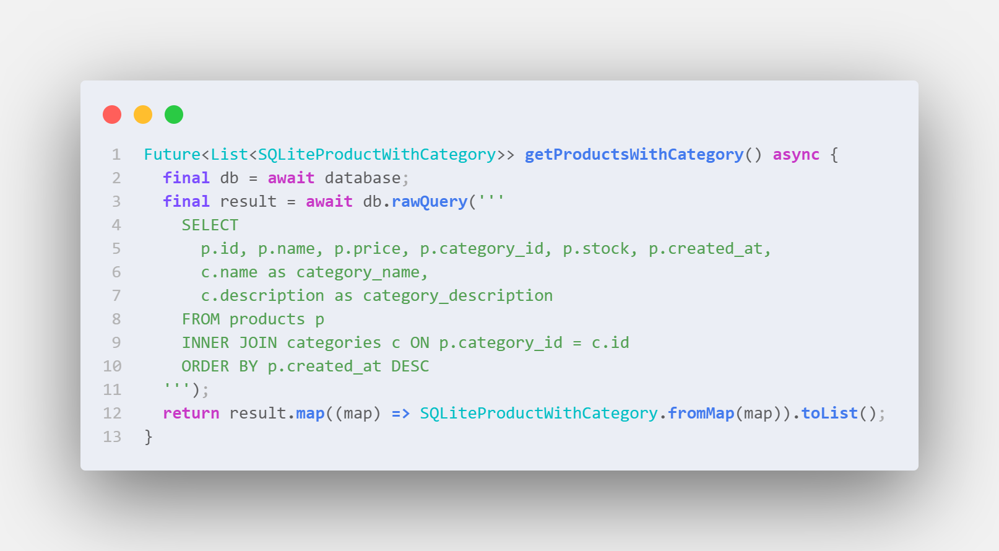 1 Future<List<SQLiteProductWithCategory>> getProductsWithCategory() async {
2   final db = await database;
3   final result = await db.rawQuery('''
4     SELECT
5       p.id, p.name, p.price, p.category_id, p.stock, p.created_at,
6       c.name as category_name,
7       c.description as category_description
8     FROM products p
9     INNER JOIN categories c ON p.category_id = c.id
10     ORDER BY p.created_at DESC
11   ''');
12   return result.map((map) => SQLiteProductWithCategory.fromMap(map)).toList();
13 }